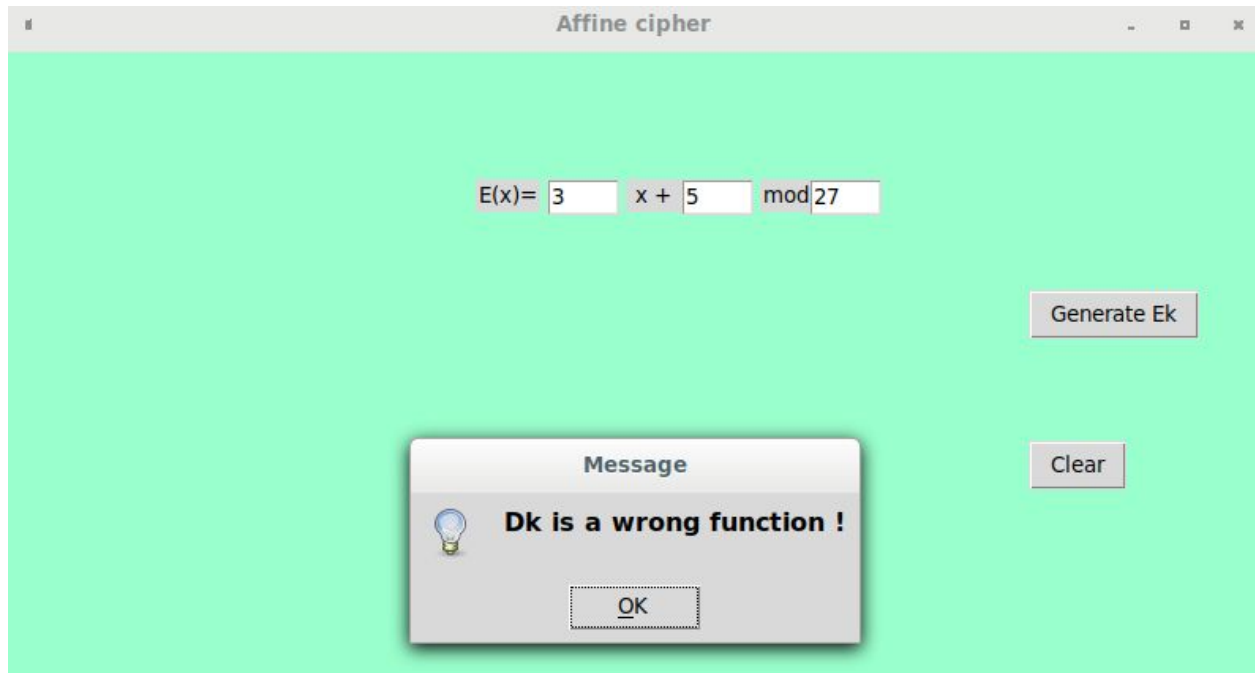 Affine cipher
E(x)= 3 x + 5 mod 27
Generate Ek
Message
Clear
Dk is a wrong function !
OK